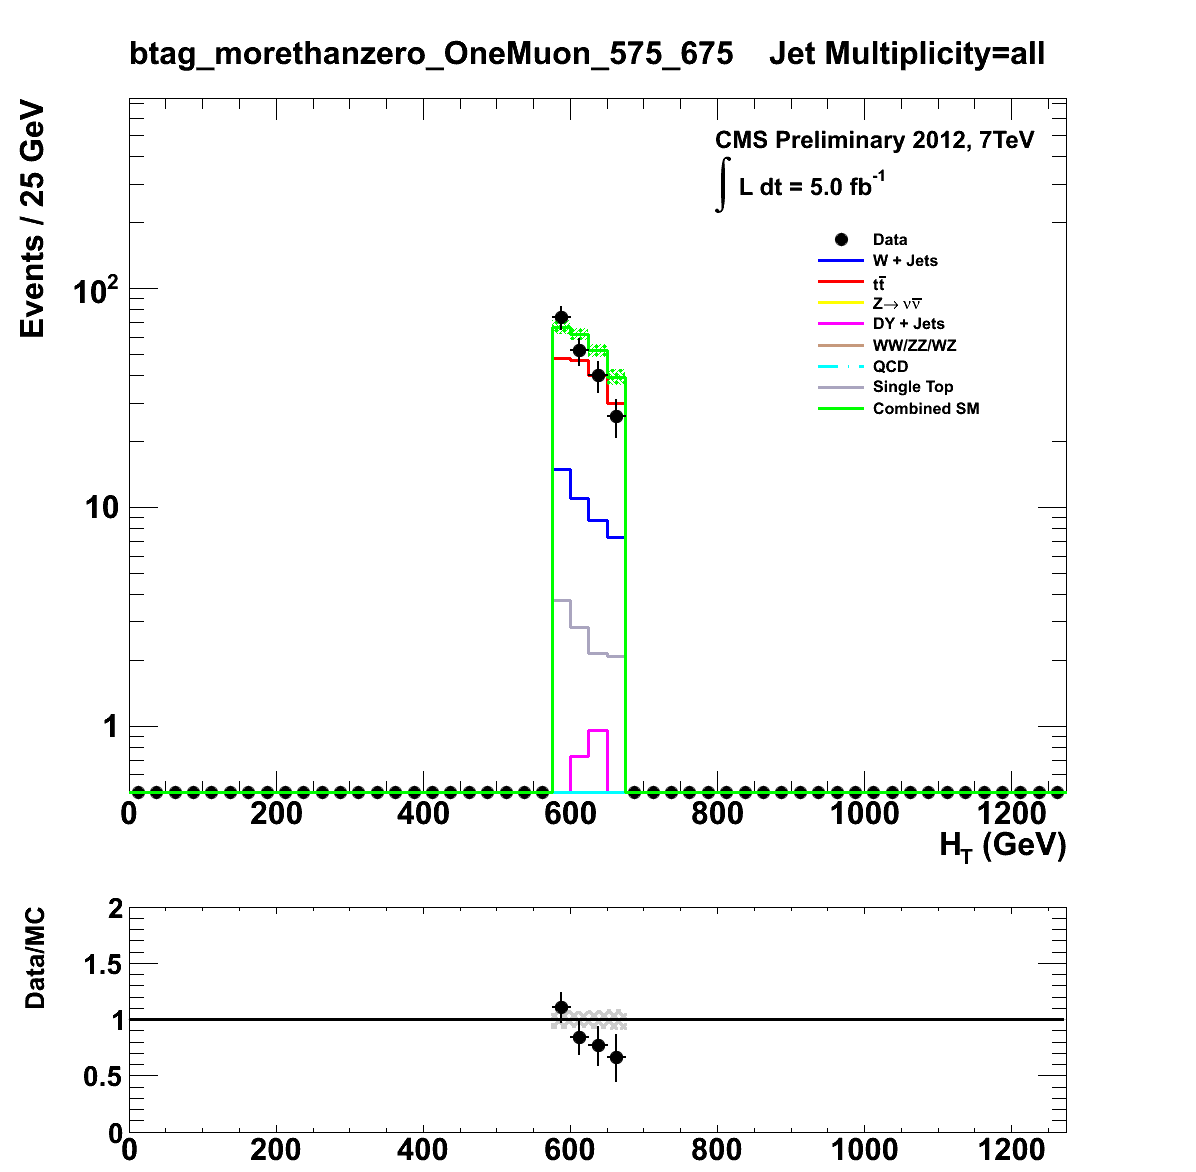 btag_morethanzero_OneMuon_575_675 Jet Multiplicity=all
Events / 25 GeV
CMS Preliminary 2012, 7TeV
∫ L dt = 5.0 fb⁻¹
Data
W + Jets
tt̅
Z→ νν̅
DY + Jets
WW/ZZ/WZ
QCD
Single Top
Combined SM
10²
10
1
0 200 400 600 800 1000 1200
H_T (GeV)
Data/MC
2
1.5
1
0.5
0
0 200 400 600 800 1000 1200